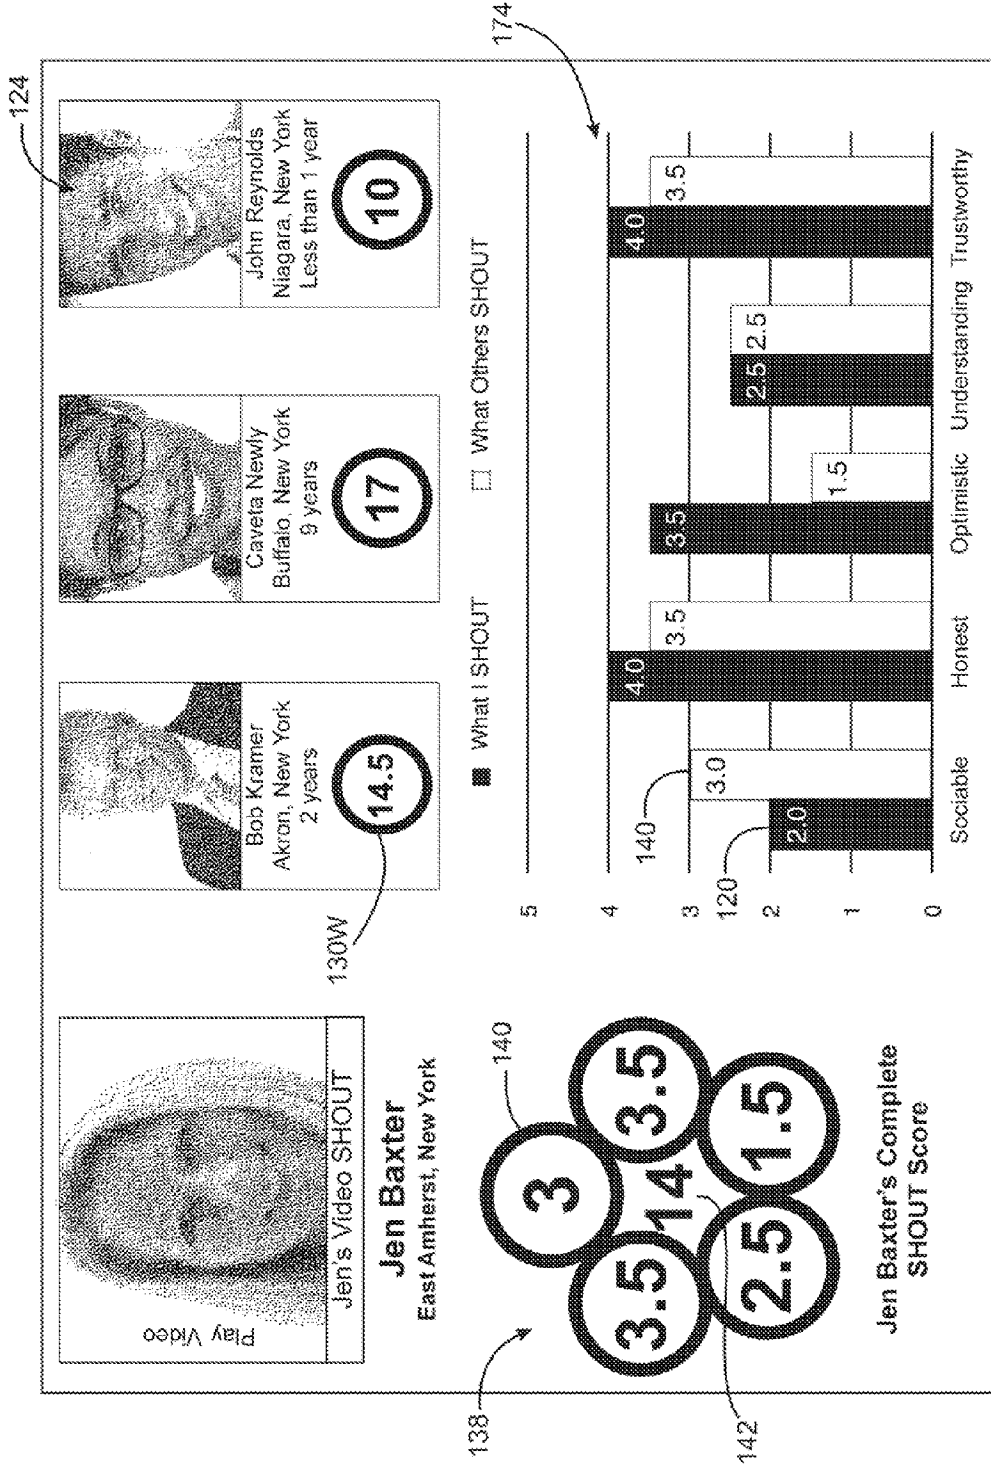 124
Play Video
Jen's Video SHOUT
Jen Baxter
East Amherst, New York
Bob Kramer
Akron, New York
2 years
14.5
130W
Caveta Newly
Buffalo, New York
9 years
17
John Reynolds
Niagara, New York
Less than 1 year
10
138
140
3
3.5
3.5
14
2.5
1.5
142
Jen Baxter's Complete
SHOUT Score
What I SHOUT
What Others SHOUT
174
5
4
3
2
1
0
140
120
2.0
3.0
4.0
3.5
3.5
1.5
2.5
2.5
4.0
3.5
Sociable
Honest
Optimistic
Understanding
Trustworthy